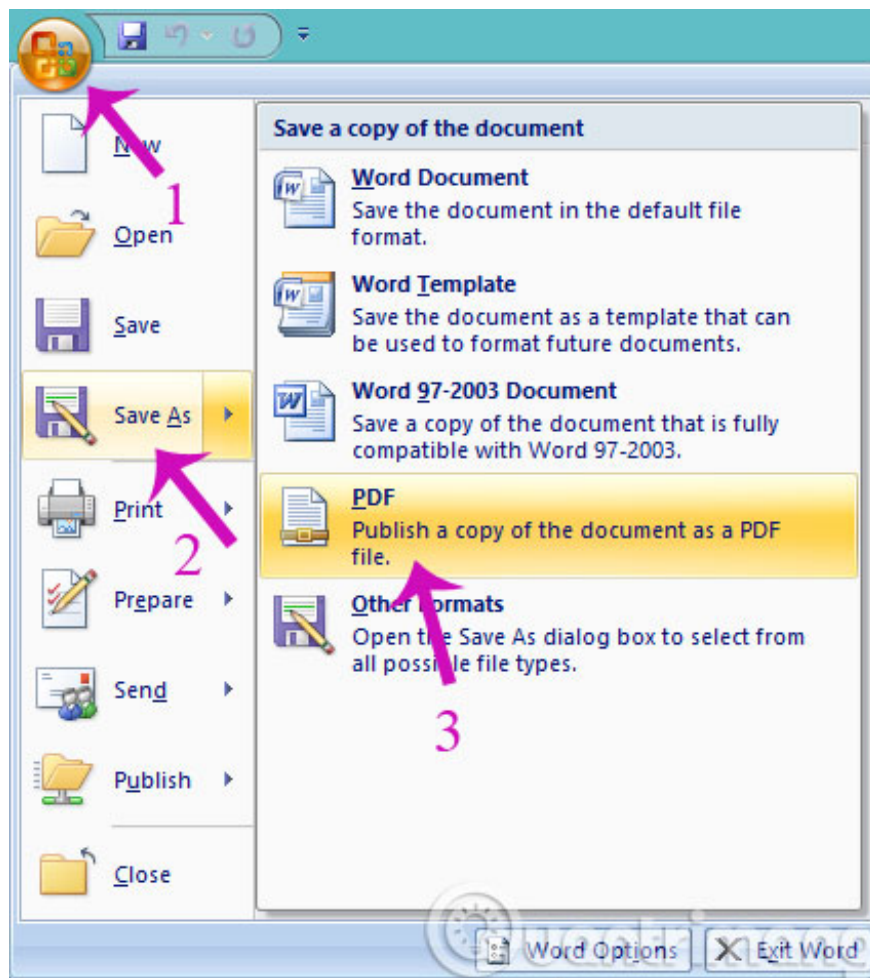 Save a copy of the document
New
1
Word Document
Save the document in the default file
format.
Open
Word Template
Save the document as a template that can
be used to format future documents.
Save
Word 97-2003 Document
Save a copy of the document that is fully
compatible with Word 97-2003.
Save As
PDF
Publish a copy of the document as a PDF
file.
Print
2
Prepare
Other Formats
Open the Save As dialog box to select from
all possible file types.
Send
3
Publish
Close
Quantrimang
Word Options
Exit Word